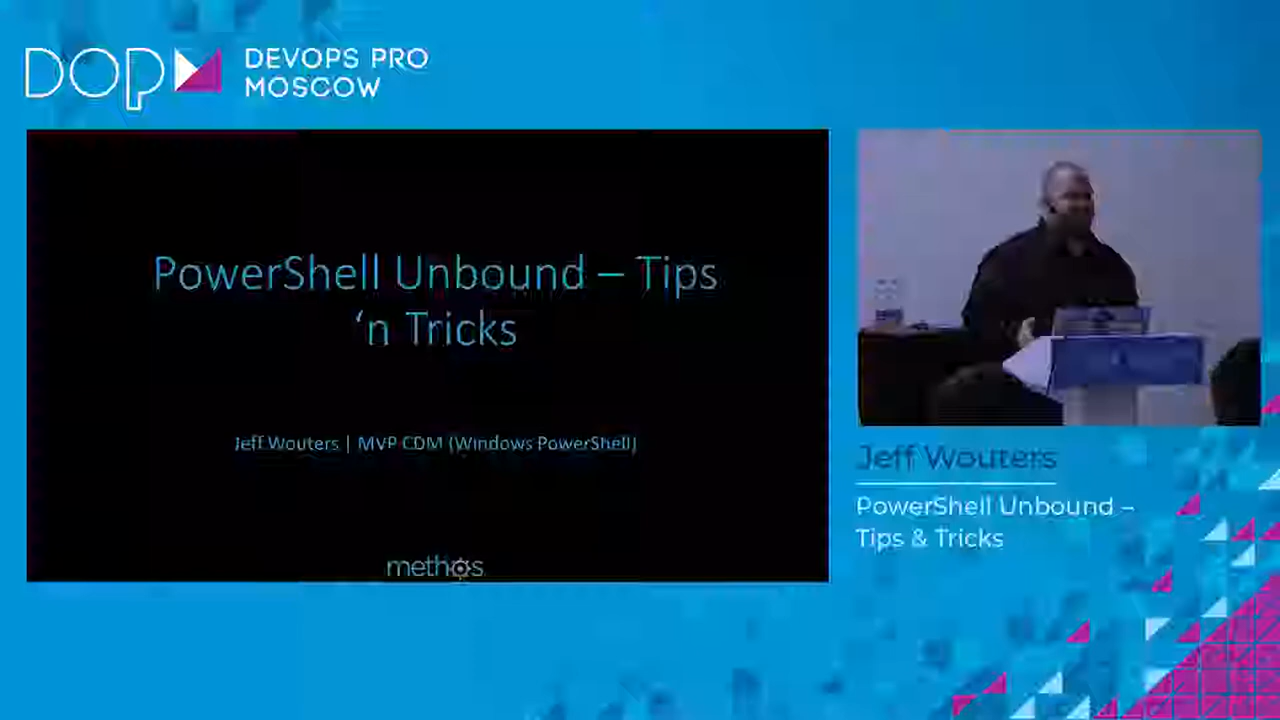 DOP
DEVOPS PRO
MOSCOW
PowerShell Unbound – Tips
‘n Tricks
Jeff Wouters | MVP CDM (Windows PowerShell)
methos
Jeff Wouters
PowerShell Unbound –
Tips & Tricks